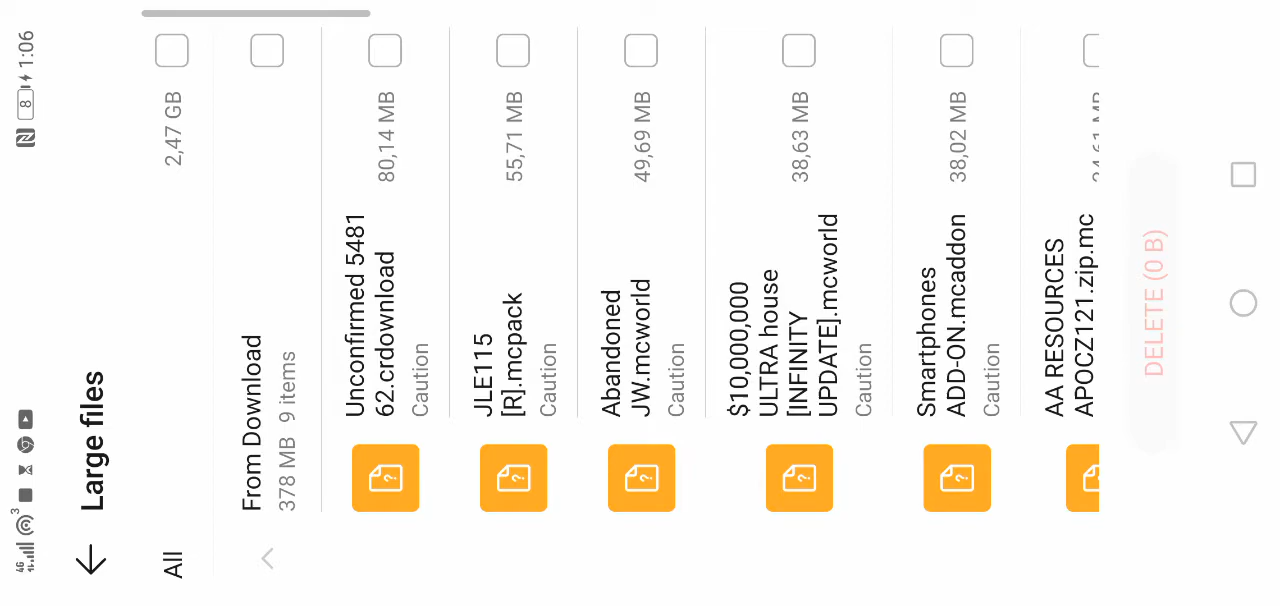 4G
3
8
1:06
Large files
All
2,47 GB
From Download
378 MB 9 items
Unconfirmed 5481
62.crdownload
Caution
80,14 MB
JLE115
[R].mcpack
Caution
55,71 MB
Abandoned
JW.mcworld
Caution
49,69 MB
$10,000,000
ULTRA house
[INFINITY
UPDATE].mcworld
Caution
38,63 MB
Smartphones
ADD-ON.mcaddon
Caution
38,02 MB
AA RESOURCES
APOCZ121.zip.mc
DELETE (0 B)